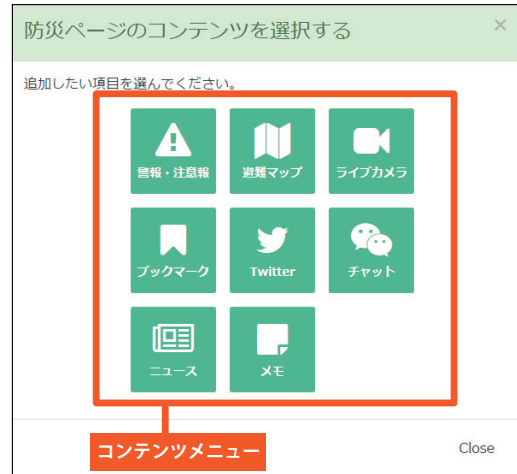 防災ページのコンテンツを選択する
×
追加したい項目を選んでください。
警報・注意報
避難マップ
ライブカメラ
ブックマーク
Twitter
チャット
ニュース
メモ
コンテンツメニュー
Close